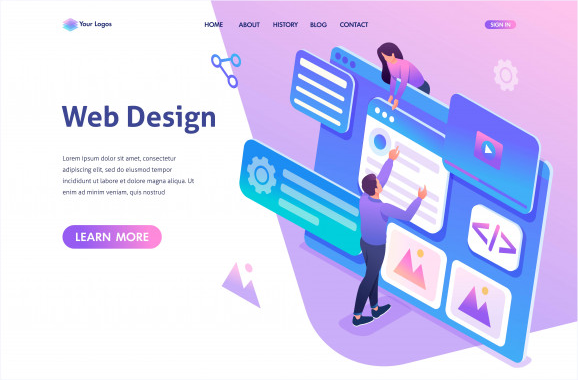 Your Logos
HOME ABOUT HISTORY BLOG CONTACT
SIGN IN
Web Design
Lorem ipsum dolor sit amet, consectetur
adipiscing elit, sed do eiusmod tempor
incididunt ut labore et dolore magna aliqua. Ut
enim ad minim veniam, quis nostrud
LEARN MORE